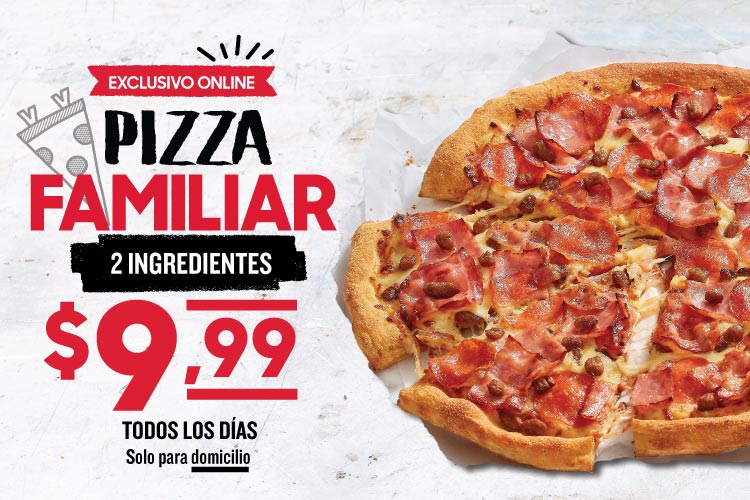 EXCLUSIVO ONLINE
PIZZA
FAMILIAR
2 INGREDIENTES
$9,99
TODOS LOS DÍAS
Solo para domicilio